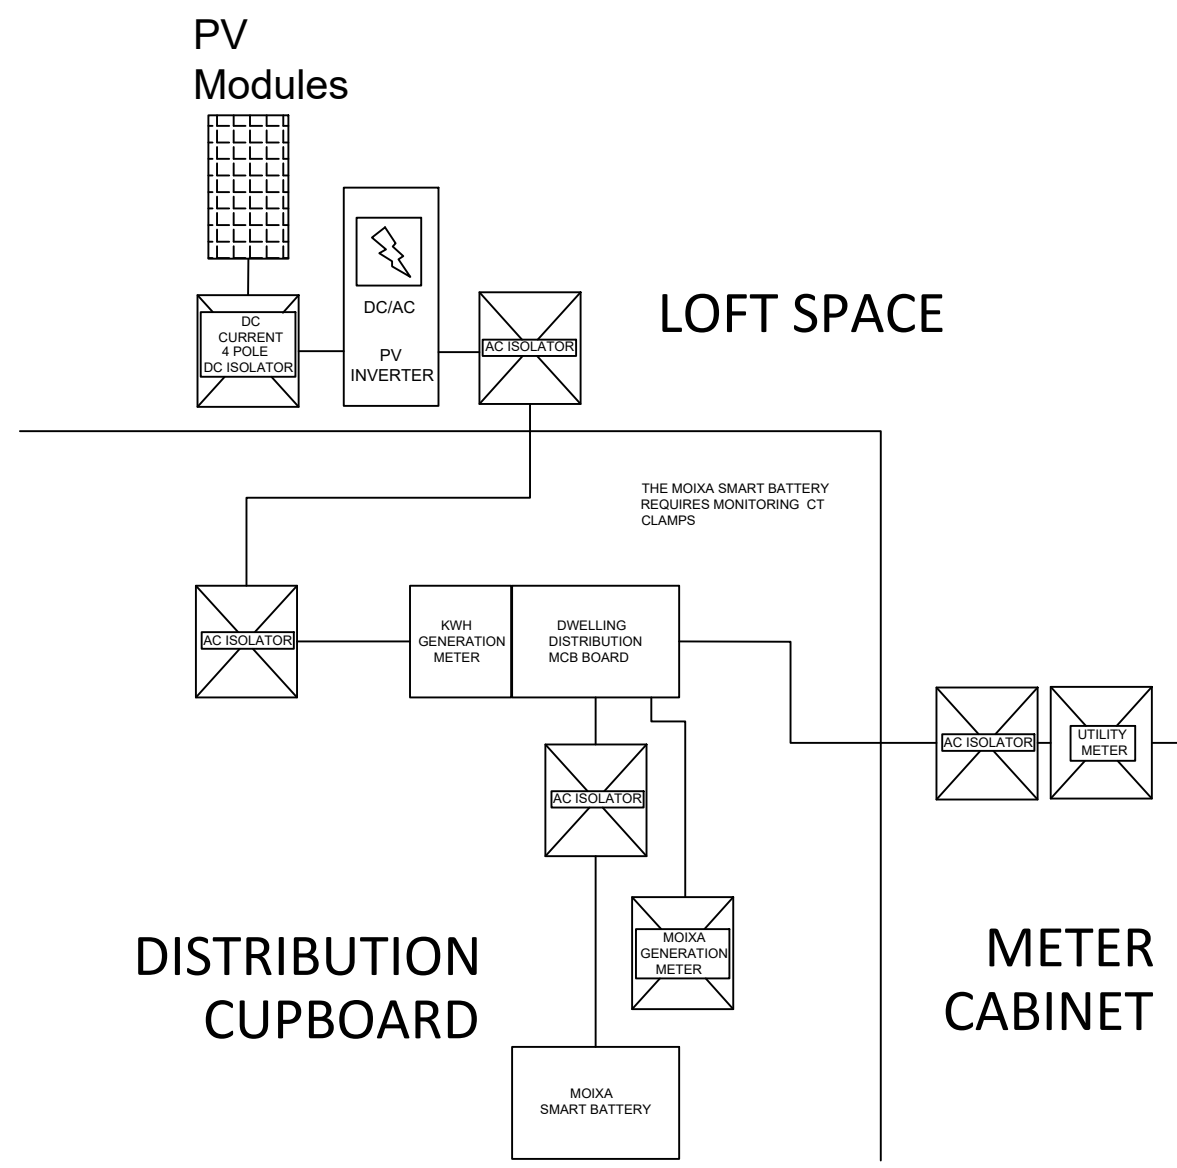 PV
Modules
DC
CURRENT
4 POLE
DC ISOLATOR
DC/AC
PV
INVERTER
AC ISOLATOR
LOFT SPACE
THE MOIXA SMART BATTERY
REQUIRES MONITORING CT
CLAMPS
AC ISOLATOR
KWH
GENERATION
METER
DWELLING
DISTRIBUTION
MCB BOARD
AC ISOLATOR
UTILITY
METER
AC ISOLATOR
MOIXA
GENERATION
METER
DISTRIBUTION
CUPBOARD
METER
CABINET
MOIXA
SMART BATTERY